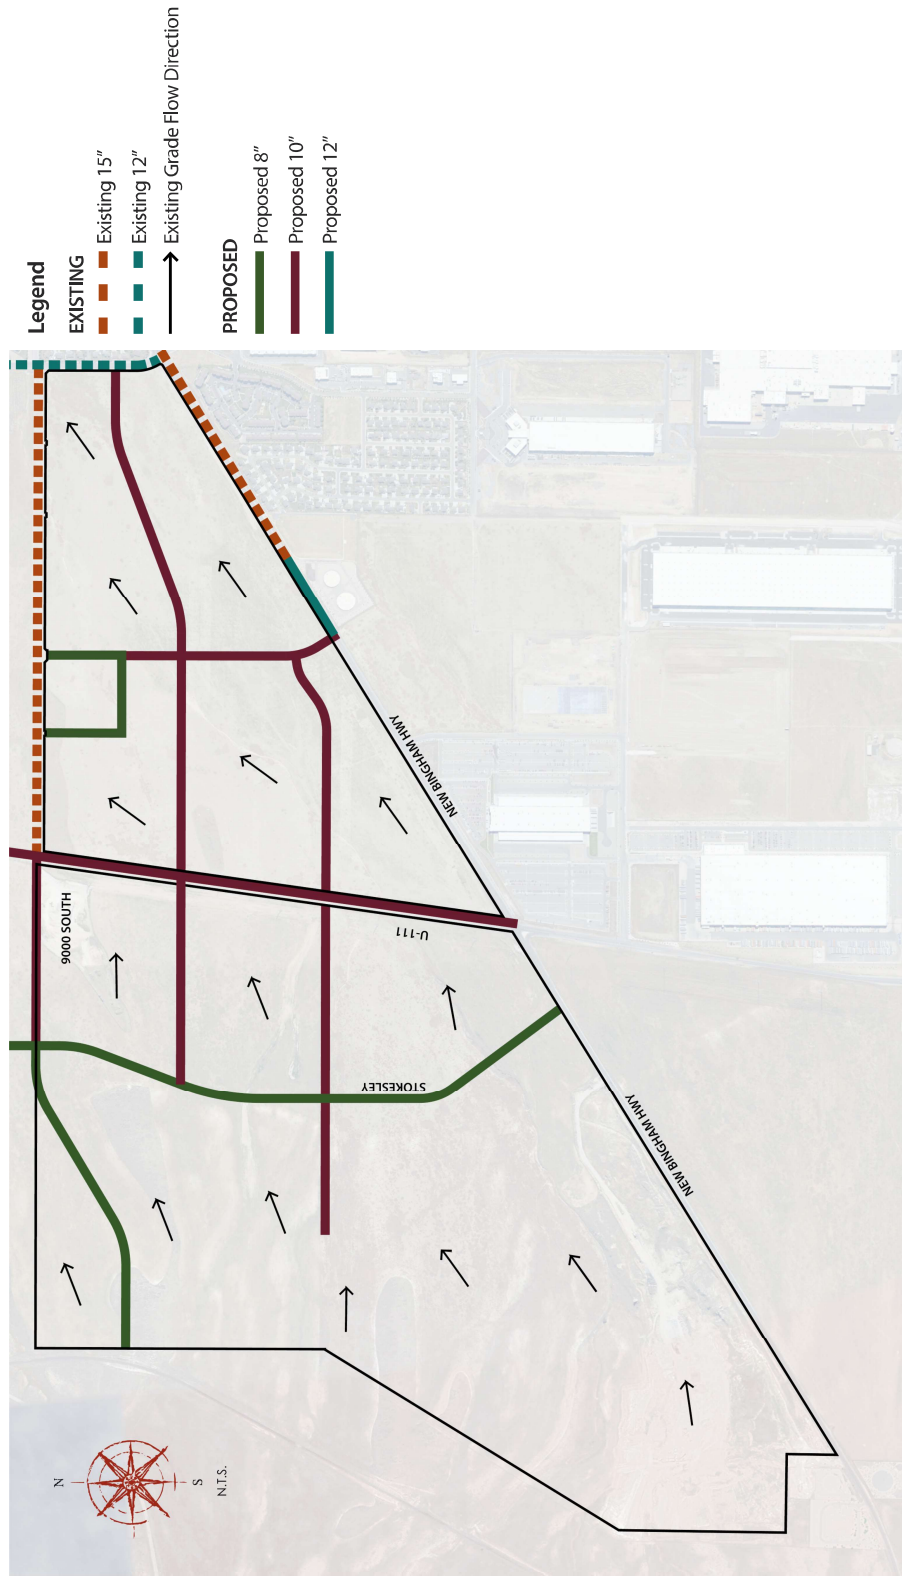 Legend
EXISTING
Existing 15”
Existing 12”
Existing Grade Flow Direction
PROPOSED
Proposed 8”
Proposed 10”
Proposed 12”
9000 SOUTH
U-111
STOKESLEY
NEW BINGHAM HWY
NEW BINGHAM HWY
N
S
N.T.S.